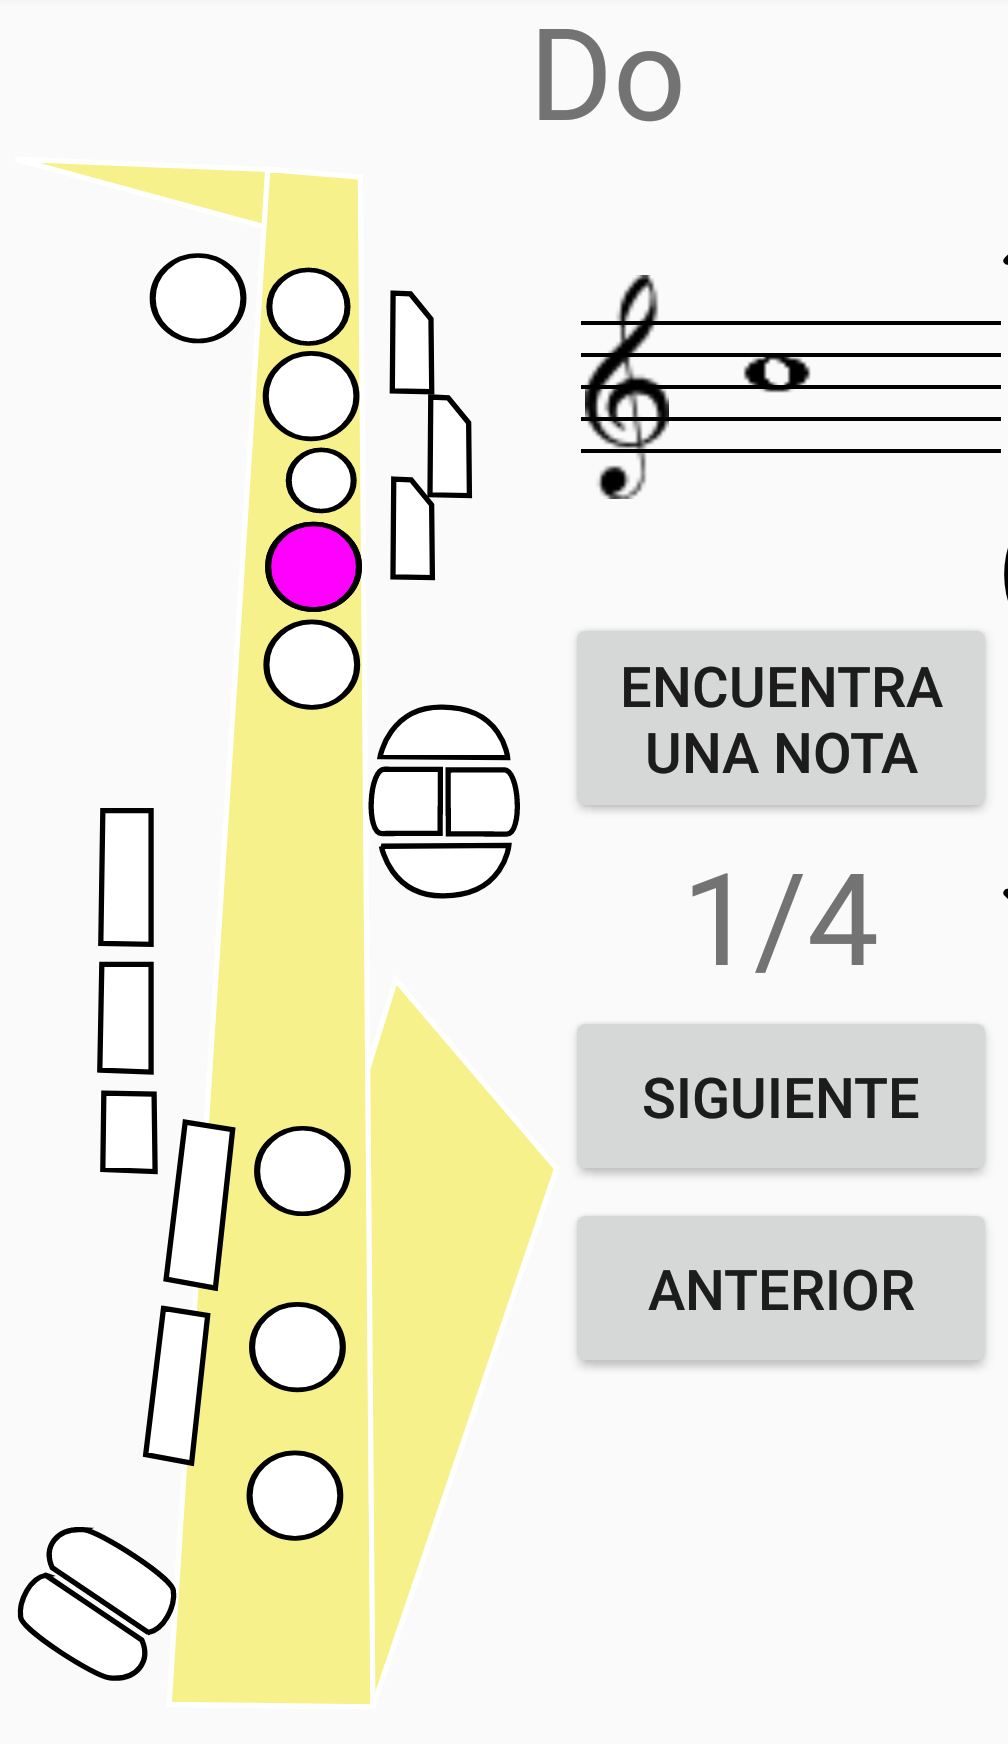 Do
ENCUENTRA
UNA NOTA
1/4
SIGUIENTE
ANTERIOR